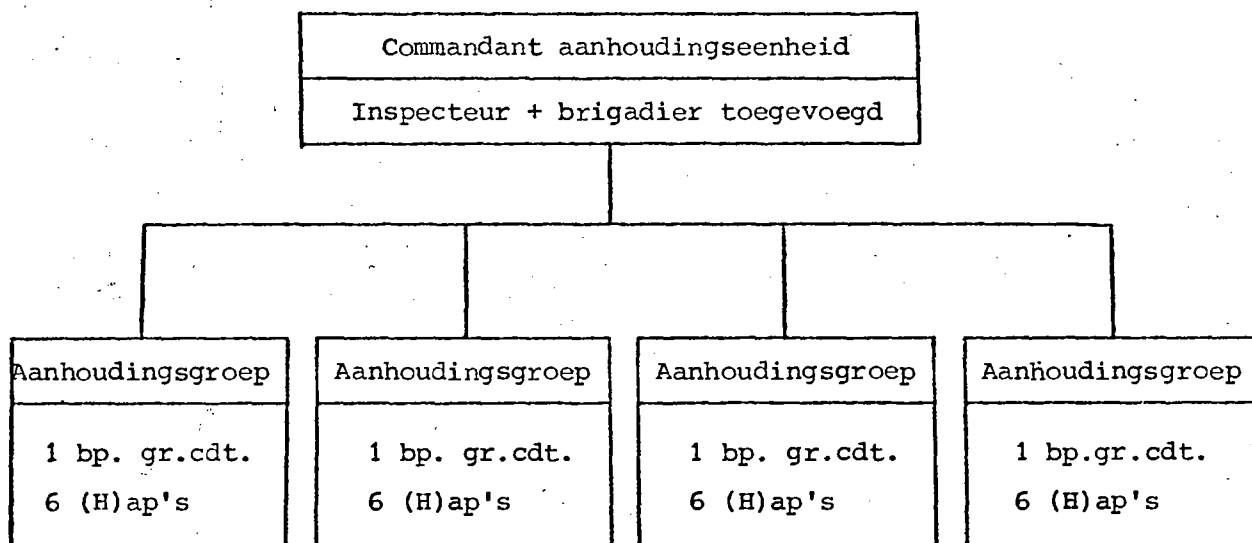 Commandant aanhoudingseenheid
Inspecteur + brigadier toegevoegd
Aanhoudingsgroep
1 bp. gr.cdt.
6 (H)ap's
Aanhoudingsgroep
1 bp. gr.cdt.
6 (H)ap's
Aanhoudingsgroep
1 bp. gr.cdt.
6 (H)ap's
Aanhoudingsgroep
1 bp.gr.cdt.
6 (H)ap's